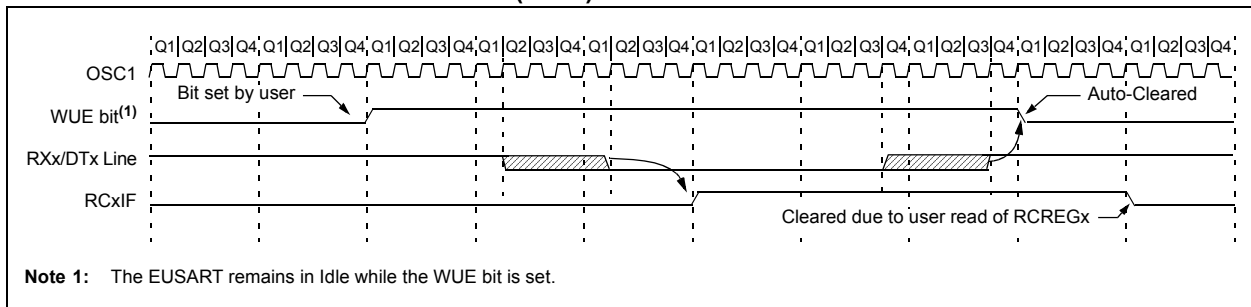 Q1 Q2 Q3 Q4 Q1 Q2 Q3 Q4 Q1 Q2 Q3 Q4 Q1 Q2 Q3 Q4 Q1 Q2 Q3 Q4 Q1 Q2 Q3 Q4 Q1 Q2 Q3 Q4 Q1 Q2 Q3 Q4 Q1 Q2 Q3 Q4 Q1 Q2 Q3 Q4
OSC1
Bit set by user
Auto-Cleared
WUE bit(1)
RXx/DTx Line
RCxIF
Cleared due to user read of RCREGx
Note 1: The EUSART remains in Idle while the WUE bit is set.